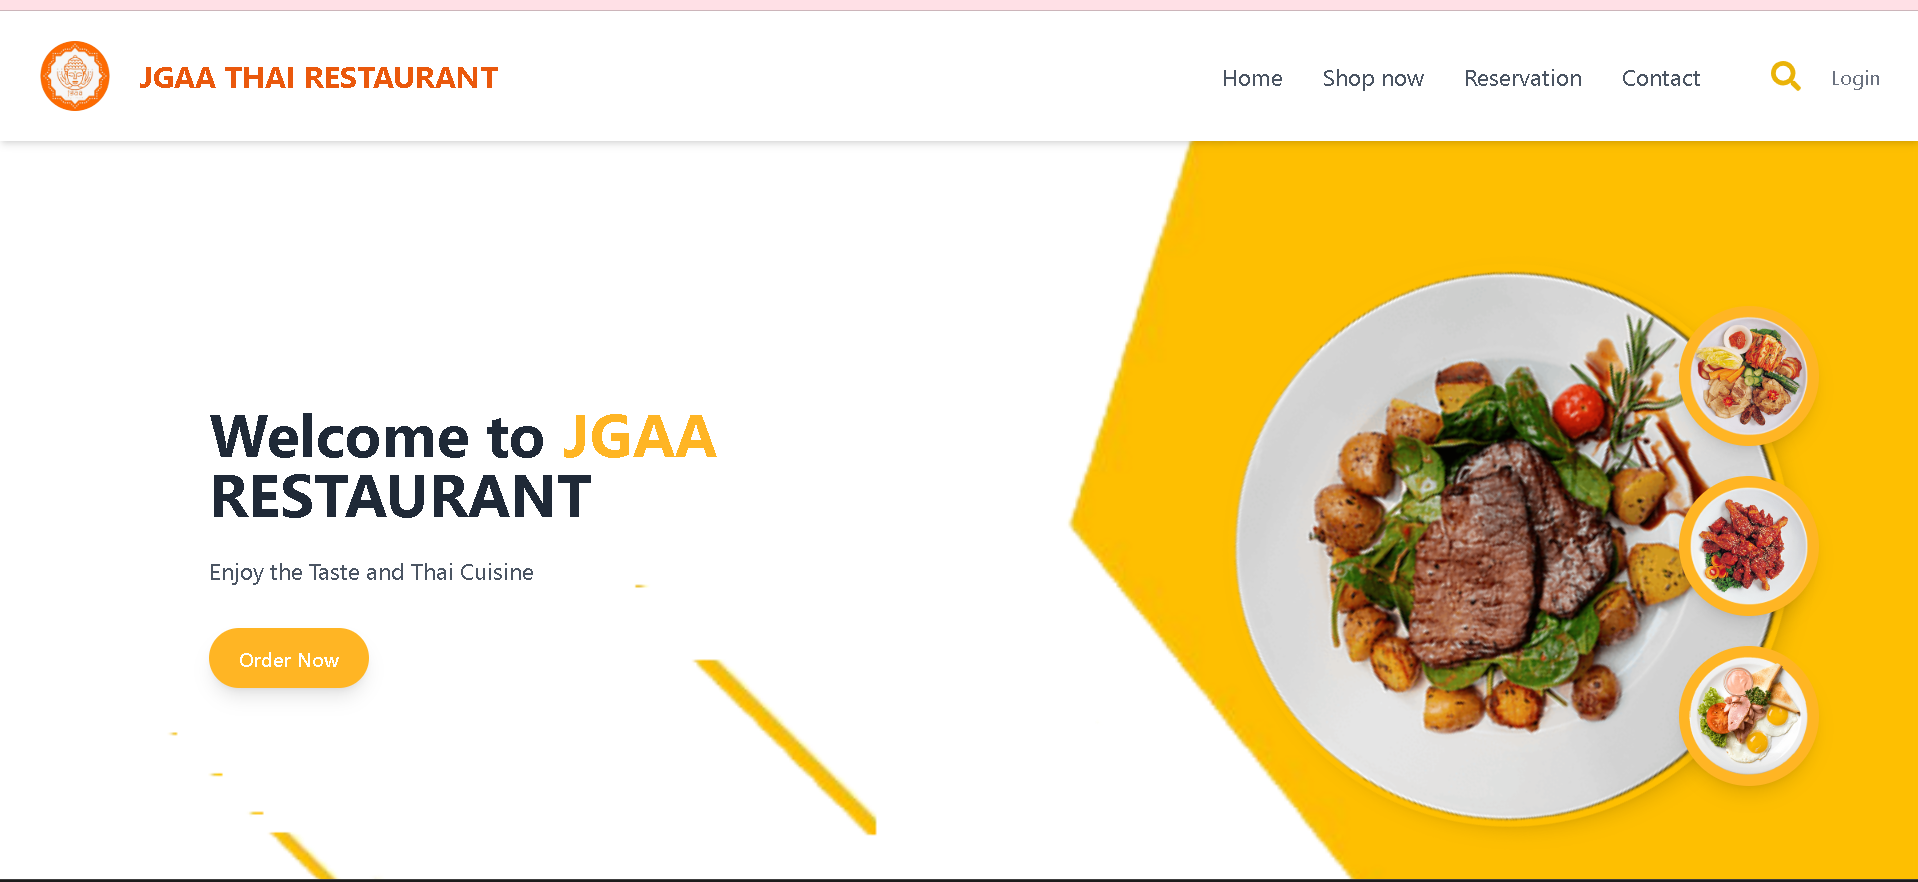 JGAA THAI RESTAURANT
Home
Shop now
Reservation
Contact
Login
Welcome to JGAA
RESTAURANT
Enjoy the Taste and Thai Cuisine
Order Now